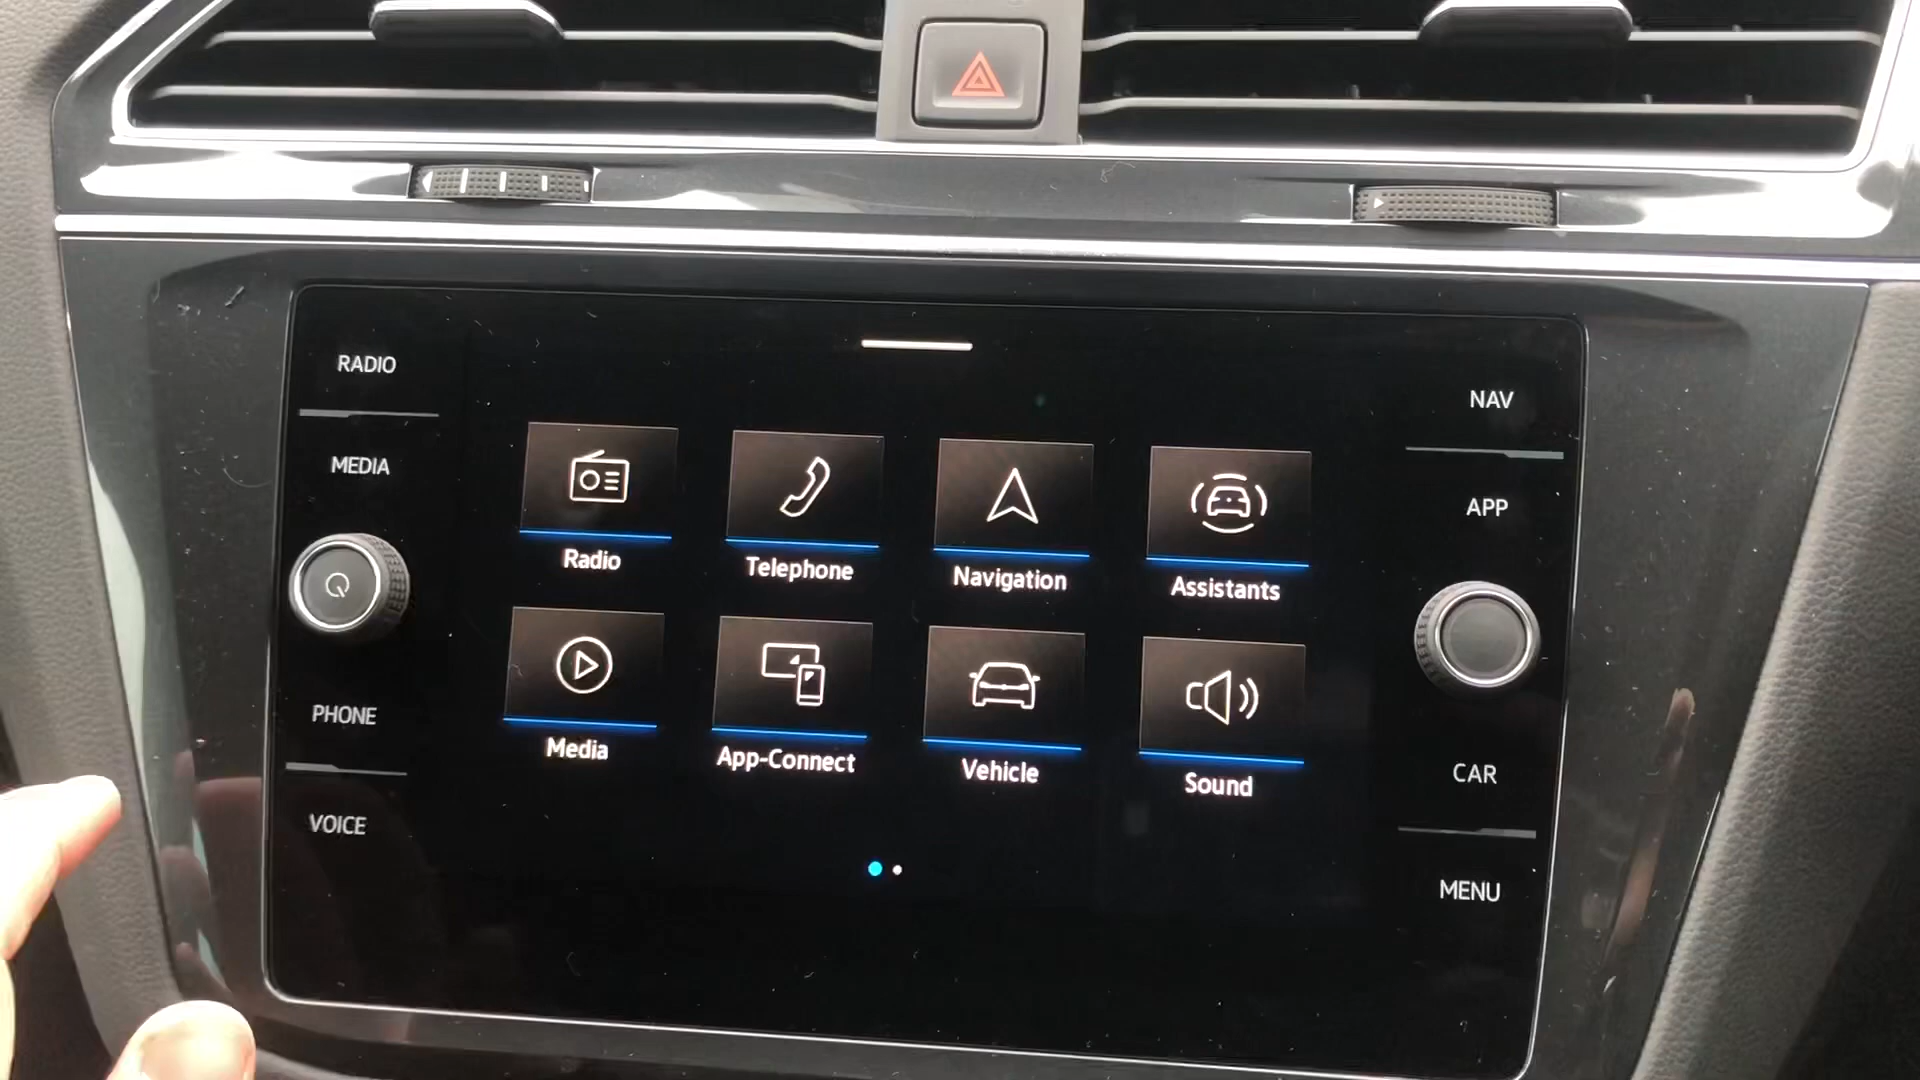 RADIO
MEDIA
PHONE
VOICE
Radio
Telephone
Navigation
Assistants
Media
App-Connect
Vehicle
Sound
NAV
APP
CAR
MENU